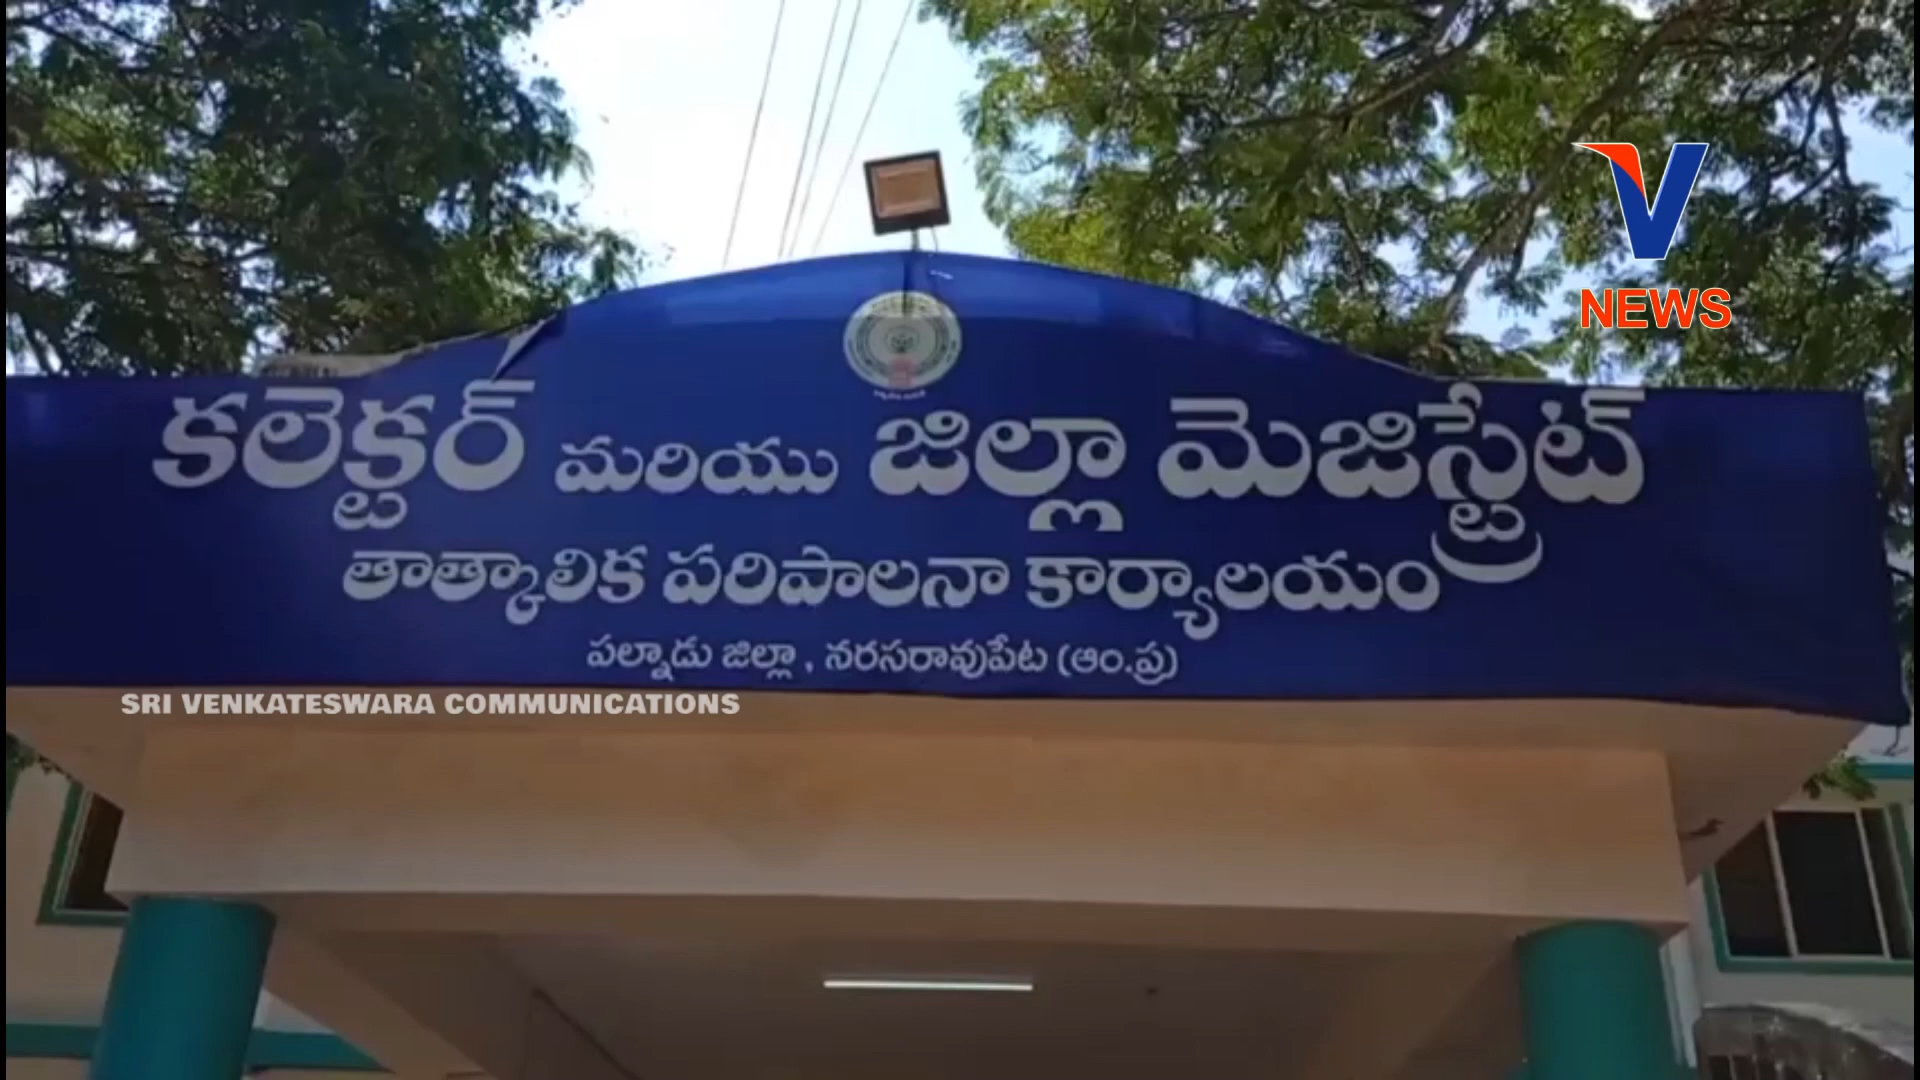 V
NEWS
కలెక్టర్ మరియు జిల్లా మెజిస్ట్రేట్
తాత్కాలిక పరిపాలనా కార్యాలయం
పల్నాడు జిల్లా, నరసరావుపేట (ఆం.ప్ర)
SRI VENKATESWARA COMMUNICATIONS